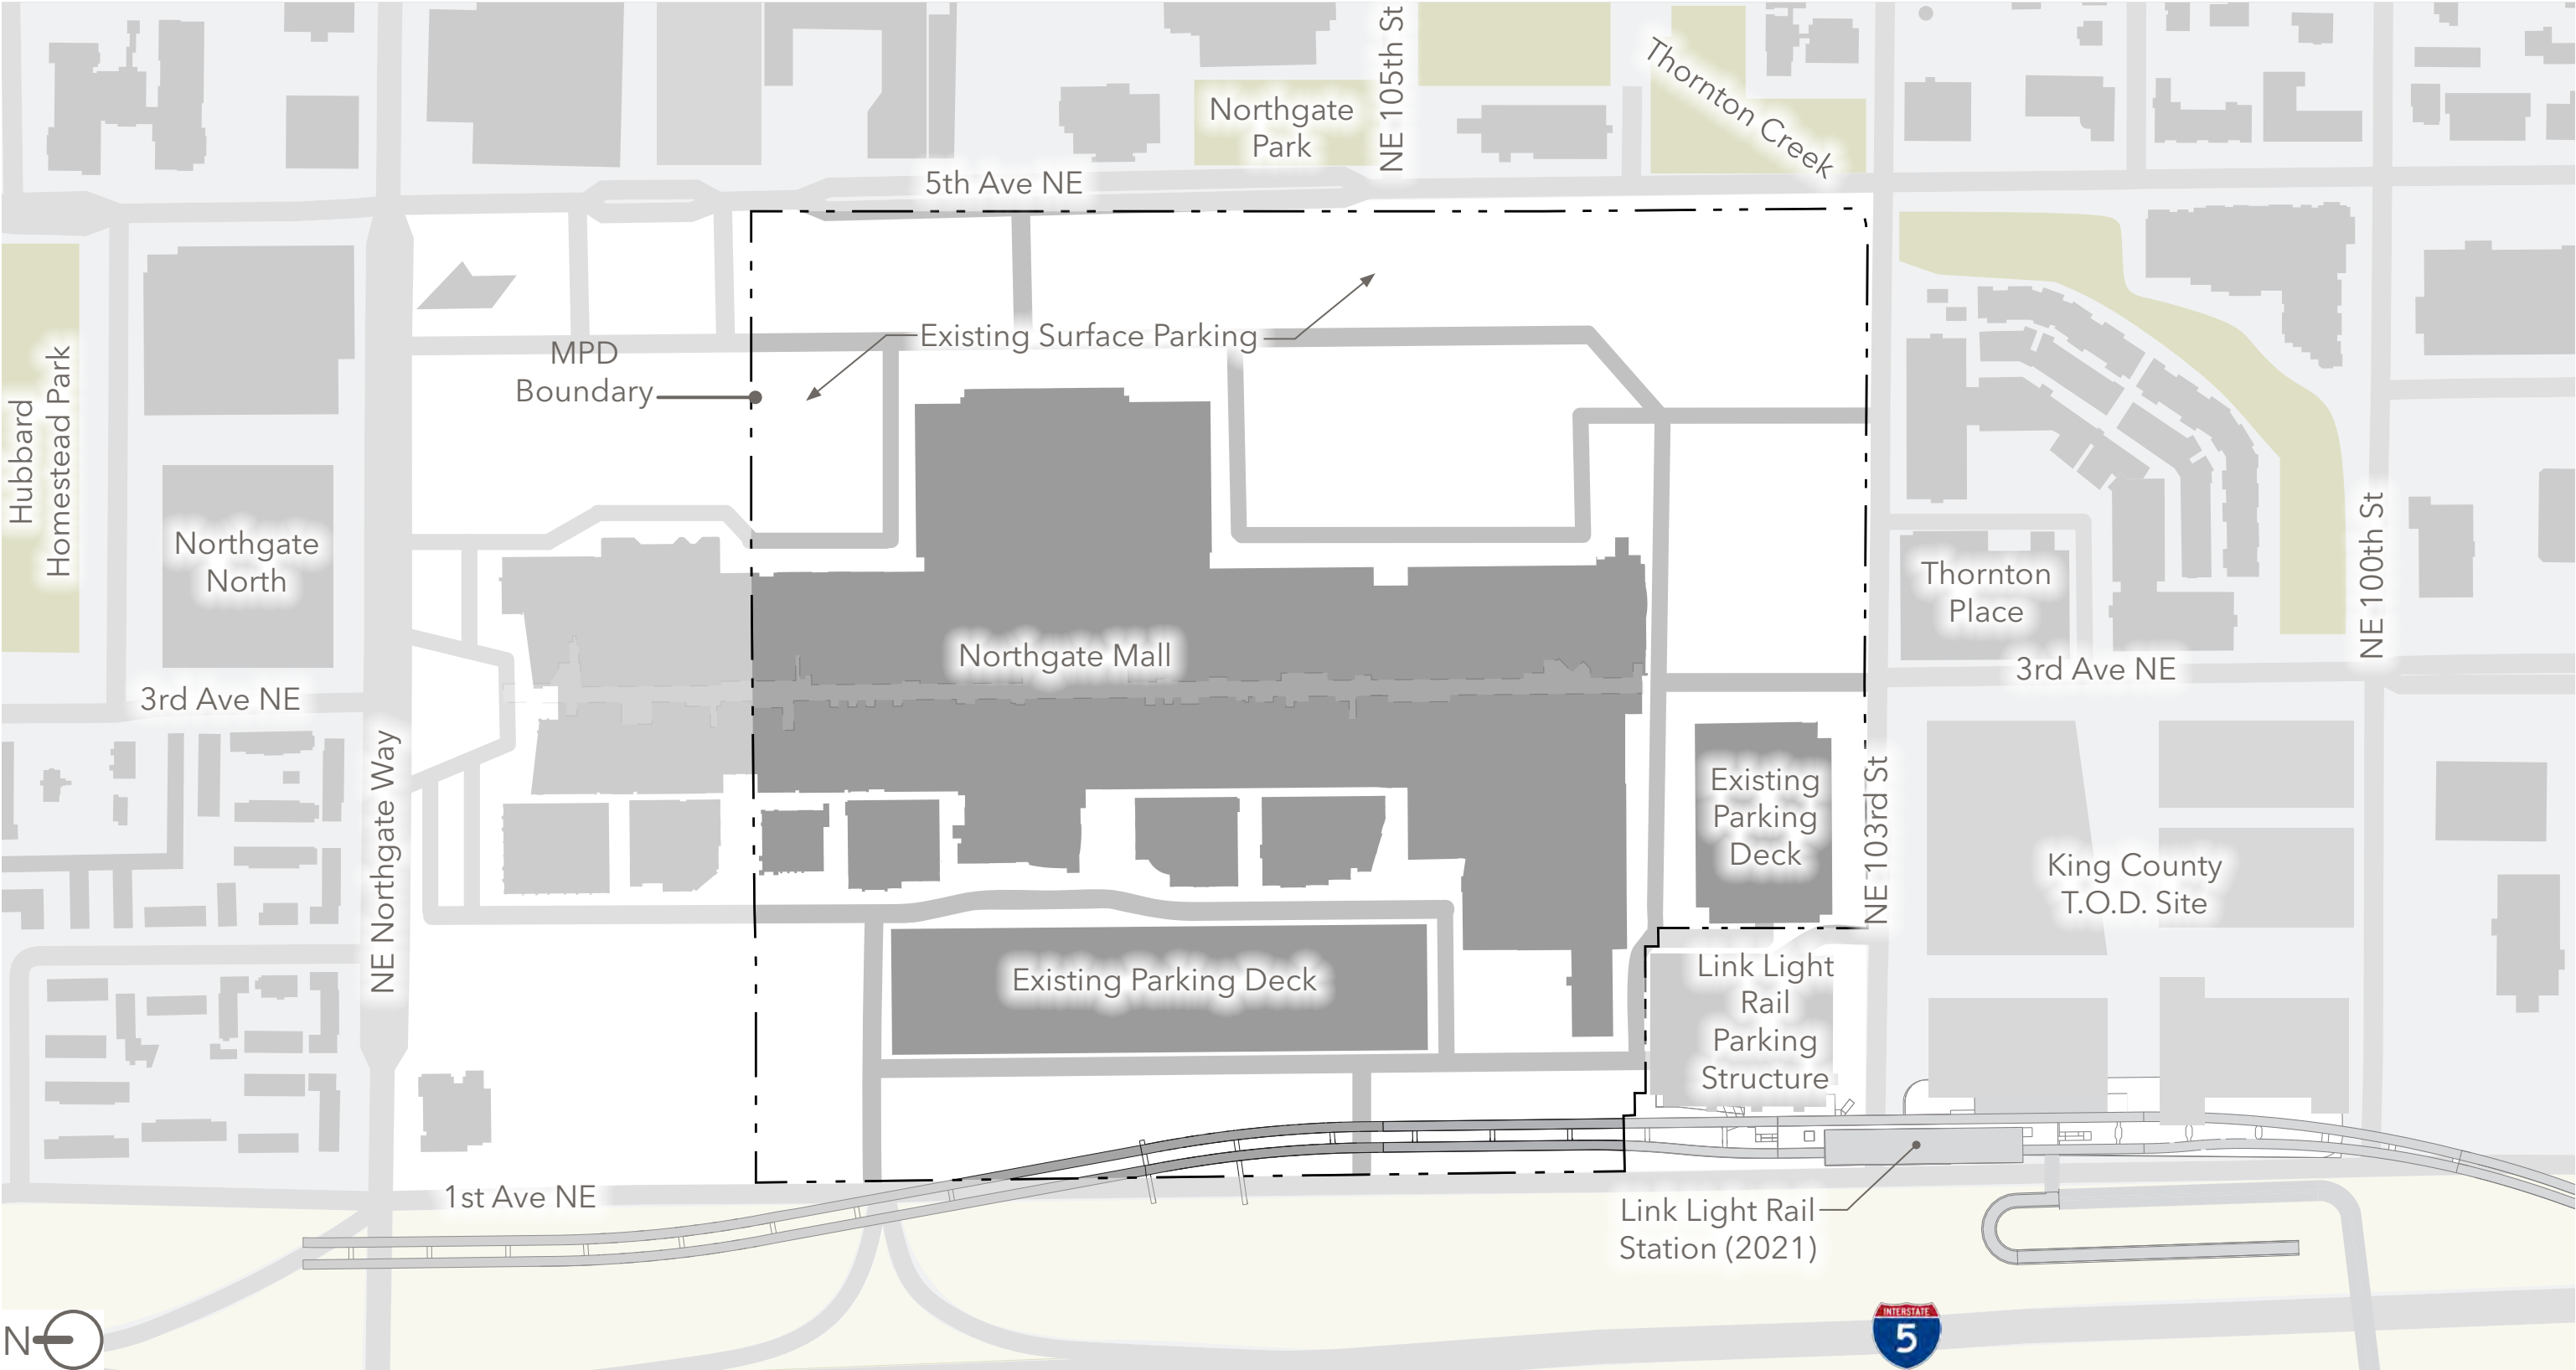 Northgate
Park
NE 105th St
Thornton Creek
5th Ave NE
Existing Surface Parking
MPD
Boundary
Hubbard
Homestead Park
Northgate
North
Northgate Mall
Thornton
Place
NE 100th St
3rd Ave NE
3rd Ave NE
NE Northgate Way
Existing
Parking
Deck
NE 103rd St
King County
T.O.D. Site
Existing Parking Deck
Link Light
Rail
Parking
Structure
1st Ave NE
Link Light Rail
Station (2021)
N
INTERSTATE
5